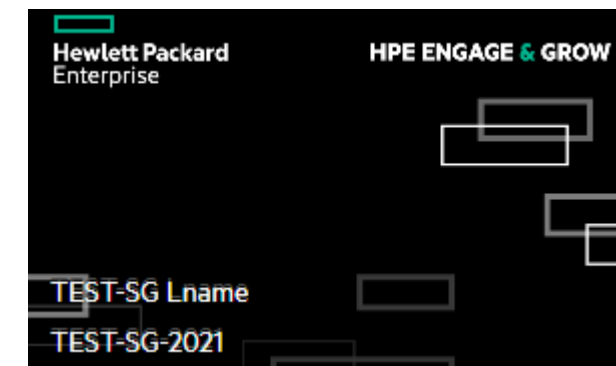 Hewlett Packard
Enterprise
HPE ENGAGE & GROW
TEST-SG Lname
TEST-SG-2021